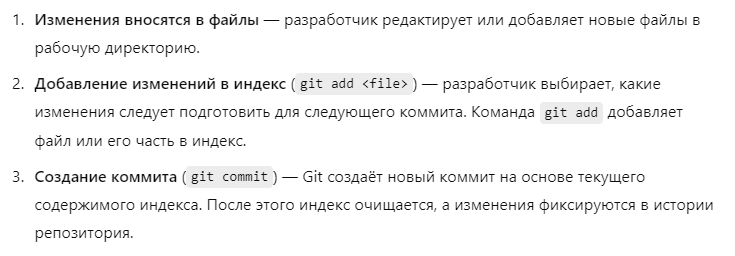 1. Изменения вносятся в файлы — разработчик редактирует или добавляет новые файлы в
рабочую директорию.
2. Добавление изменений в индекс ( git add <file> ) — разработчик выбирает, какие
изменения следует подготовить для следующего коммита. Команда git add добавляет
файл или его часть в индекс.
3. Создание коммита ( git commit ) — Git создаёт новый коммит на основе текущего
содержимого индекса. После этого индекс очищается, а изменения фиксируются в истории
репозитория.